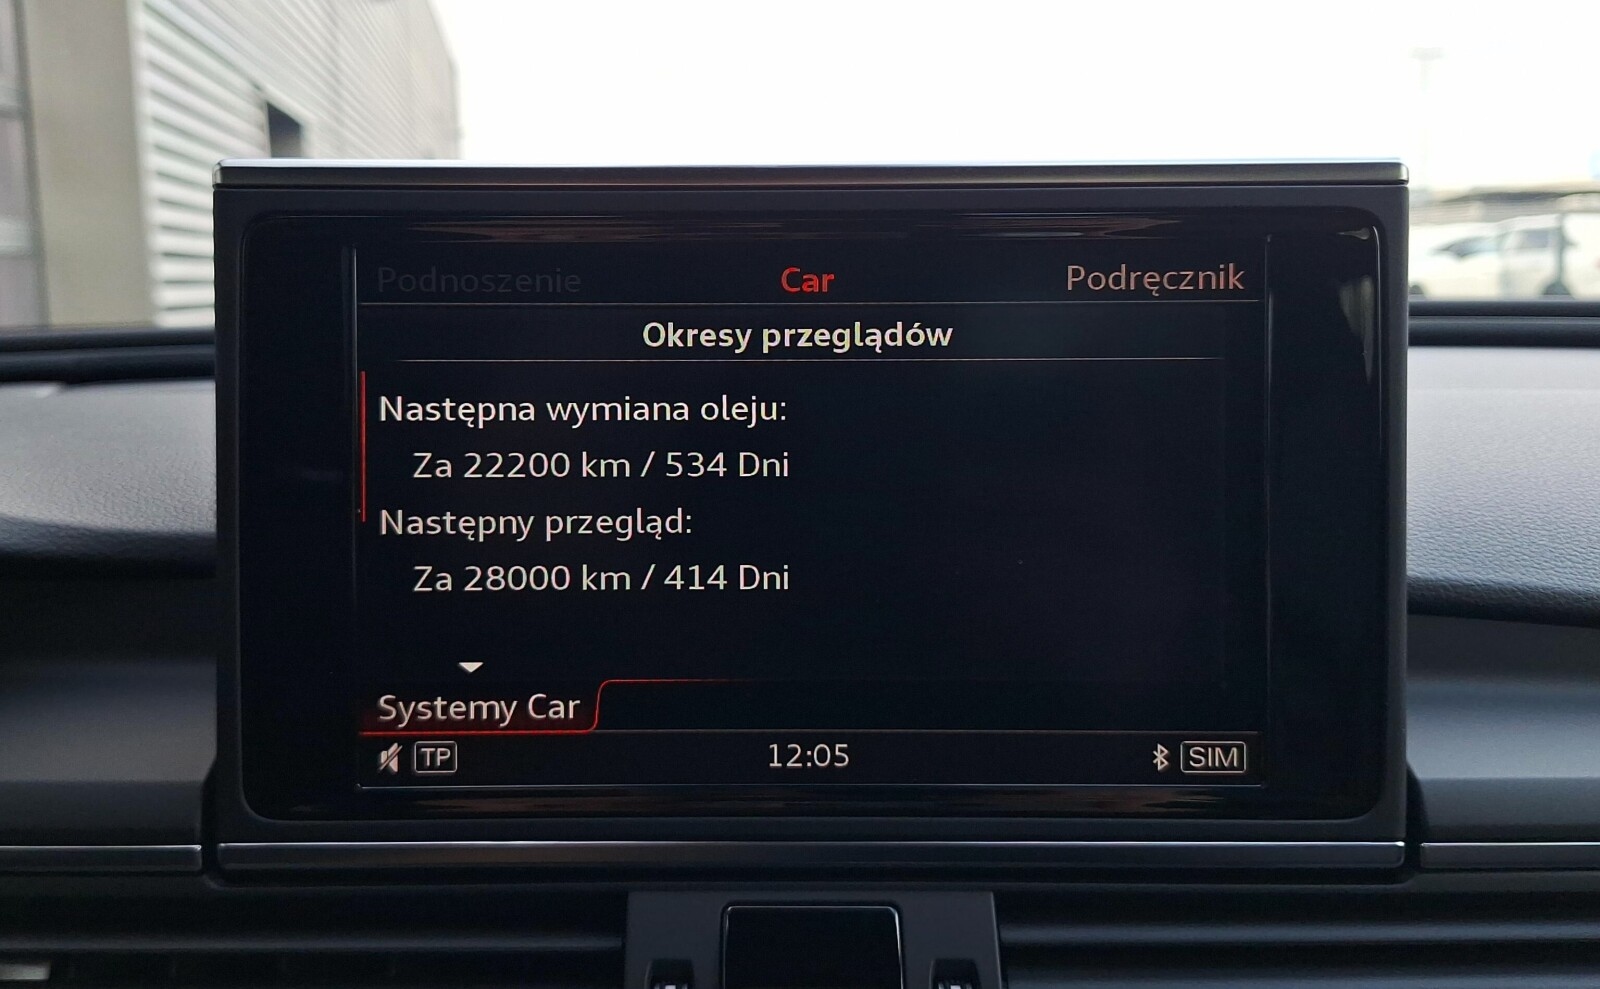 Podnoszenie Car Podręcznik
Okresy przeglądów
Następna wymiana oleju:
Za 22200 km / 534 Dni
Następny przegląd:
Za 28000 km / 414 Dni
Systemy Car
TP 12:05 SIM